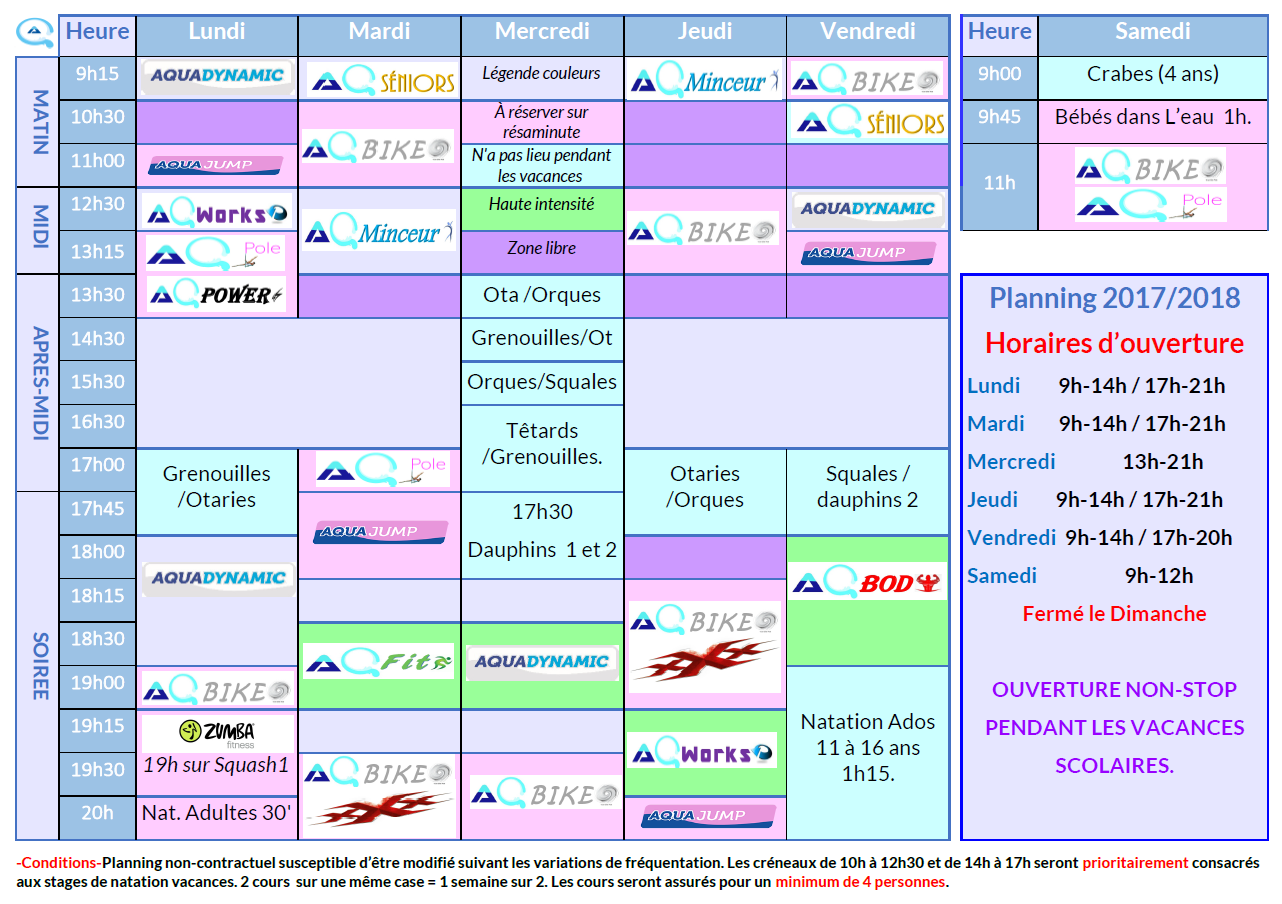 Heure Lundi Mardi Mercredi Jeudi Vendredi
MATIN
9h15 AQUADYNAMIC AQ SÉNIORS Légende couleurs AQ Minceur AQ BIKE
10h30 À réserver sur résaminute AQ SÉNIORS
AQ BIKE
11h00 AQUA JUMP N'a pas lieu pendant les vacances
MIDI
12h30 AQ Works Haute intensité AQUADYNAMIC
AQ Minceur AQ BIKE
13h15 AQ Pole Zone libre AQUA JUMP
APRES-MIDI
13h30 AQ POWER Ota /Orques
14h30 Grenouilles/Ot
15h30 Orques/Squales
16h30 Têtards
/Grenouilles.
17h00 Grenouilles
/Otaries
AQ Pole
Otaries
/Orques
Squales /
dauphins 2
SOIREE
17h45 AQUA JUMP
17h30
Dauphins 1 et 2
18h00 AQUADYNAMIC AQ BOD
18h15 AQ BIKE
XXX
18h30 AQ Fit AQUADYNAMIC
19h00 AQ BIKE
19h15 ZUMBA
fitness
AQ Works
Natation Ados
11 à 16 ans
1h15.
19h30 19h sur Squash1
AQ BIKE
XXX
AQ BIKE
20h Nat. Adultes 30' AQUA JUMP
Heure Samedi
9h00 Crabes (4 ans)
9h45 Bébés dans L'eau 1h.
11h AQ BIKE
AQ Pole
Planning 2017/2018
Horaires d'ouverture
Lundi 9h-14h / 17h-21h
Mardi 9h-14h / 17h-21h
Mercredi 13h-21h
Jeudi 9h-14h / 17h-21h
Vendredi 9h-14h / 17h-20h
Samedi 9h-12h
Fermé le Dimanche
OUVERTURE NON-STOP
PENDANT LES VACANCES
SCOLAIRES.
-Conditions-Planning non-contractuel susceptible d'être modifié suivant les variations de fréquentation. Les créneaux de 10h à 12h30 et de 14h à 17h seront prioritairement consacrés
aux stages de natation vacances. 2 cours sur une même case = 1 semaine sur 2. Les cours seront assurés pour un minimum de 4 personnes.